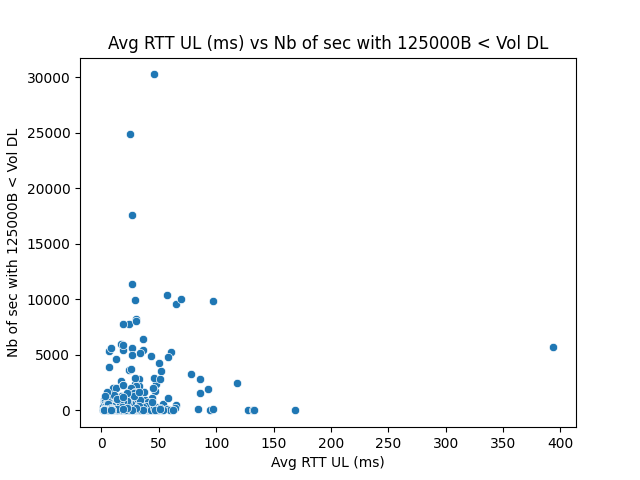 Avg RTT UL (ms) vs Nb of sec with 125000B < Vol DL
30000
25000
20000
15000
10000
5000
0
Nb of sec with 125000B < Vol DL
0 50 100 150 200 250 300 350 400
Avg RTT UL (ms)